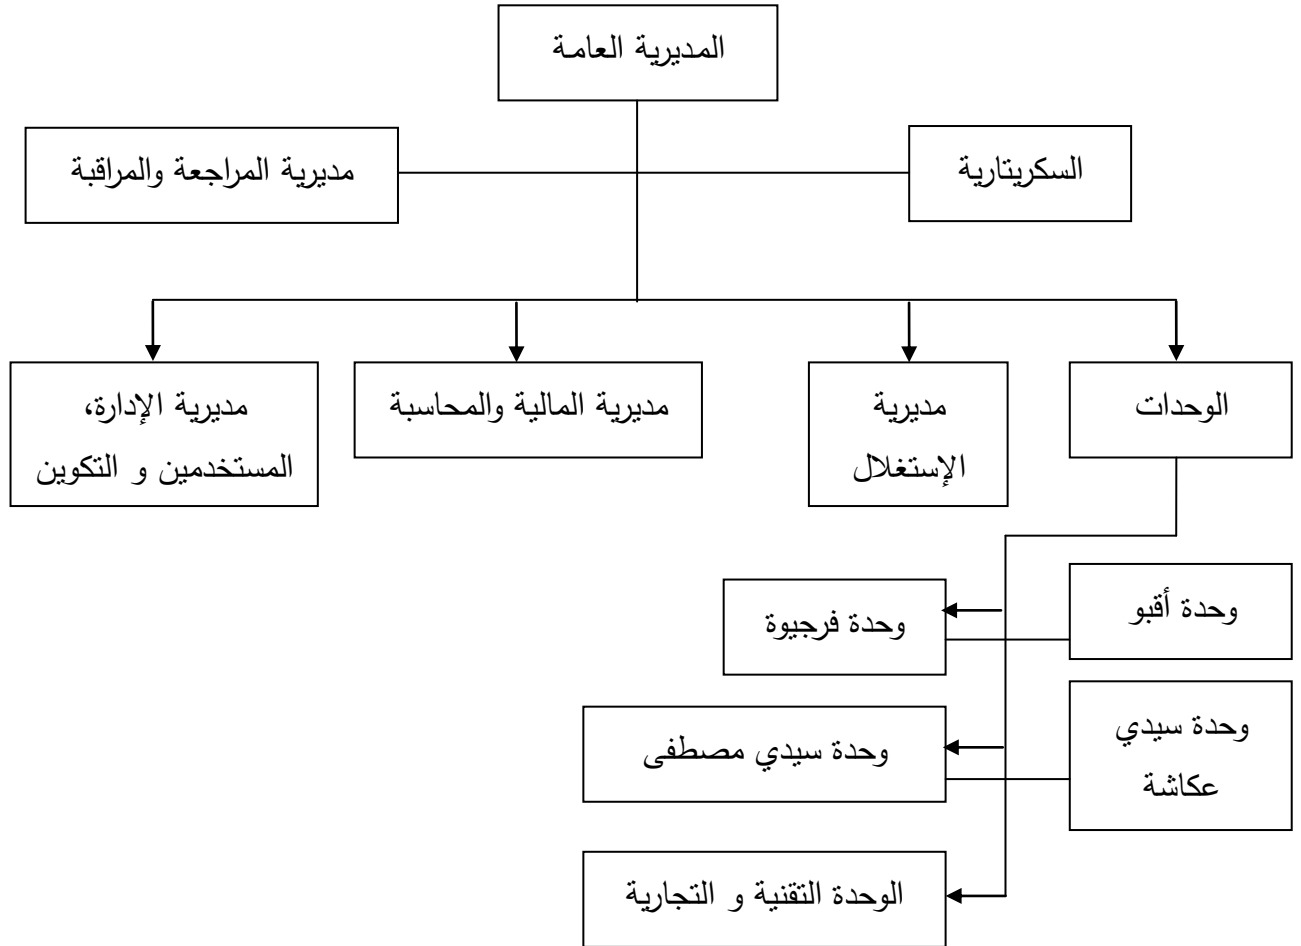 المديرية العامة
السكريتارية
مديرية المراجعة والمراقبة
الوحدات
مديرية
الإستغلال
مديرية المالية والمحاسبة
مديرية الإدارة،
المستخدمين و التكوين
وحدة أقبو
وحدة فرجيوة
وحدة سيدي
عكاشة
وحدة سيدي مصطفى
الوحدة التقنية و التجارية